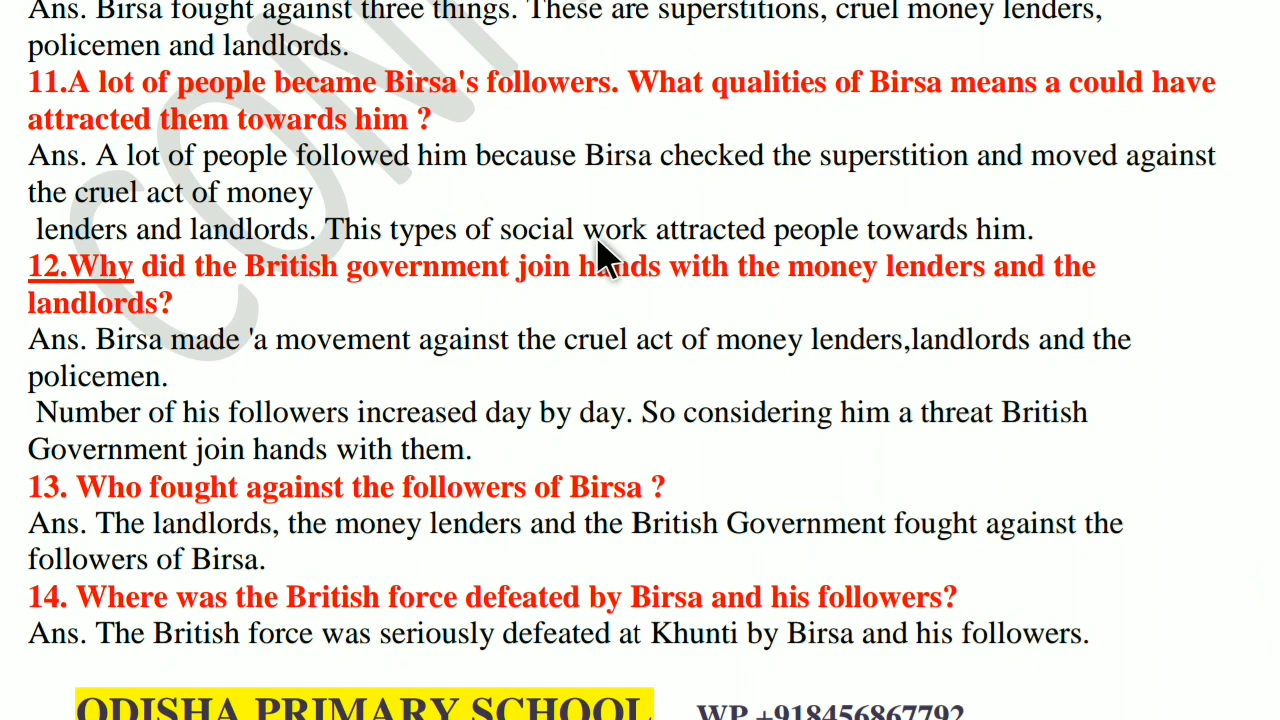 Ans. Birsa fought against three things. These are superstitions, cruel money lenders,
policemen and landlords.
11.A lot of people became Birsa's followers. What qualities of Birsa means a could have
attracted them towards him ?
Ans. A lot of people followed him because Birsa checked the superstition and moved against
the cruel act of money
lenders and landlords. This types of social work attracted people towards him.
12.Why did the British government join hands with the money lenders and the
landlords?
Ans. Birsa made 'a movement against the cruel act of money lenders,landlords and the
policemen.
Number of his followers increased day by day. So considering him a threat British
Government join hands with them.
13. Who fought against the followers of Birsa ?
Ans. The landlords, the money lenders and the British Government fought against the
followers of Birsa.
14. Where was the British force defeated by Birsa and his followers?
Ans. The British force was seriously defeated at Khunti by Birsa and his followers.
ODISHA PRIMARY SCHOOL WP +918456867792